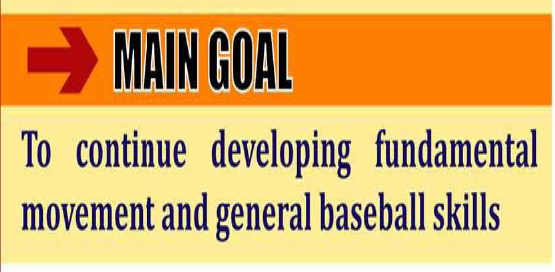 MAIN GOAL
To continue developing fundamental
movement and general baseball skills